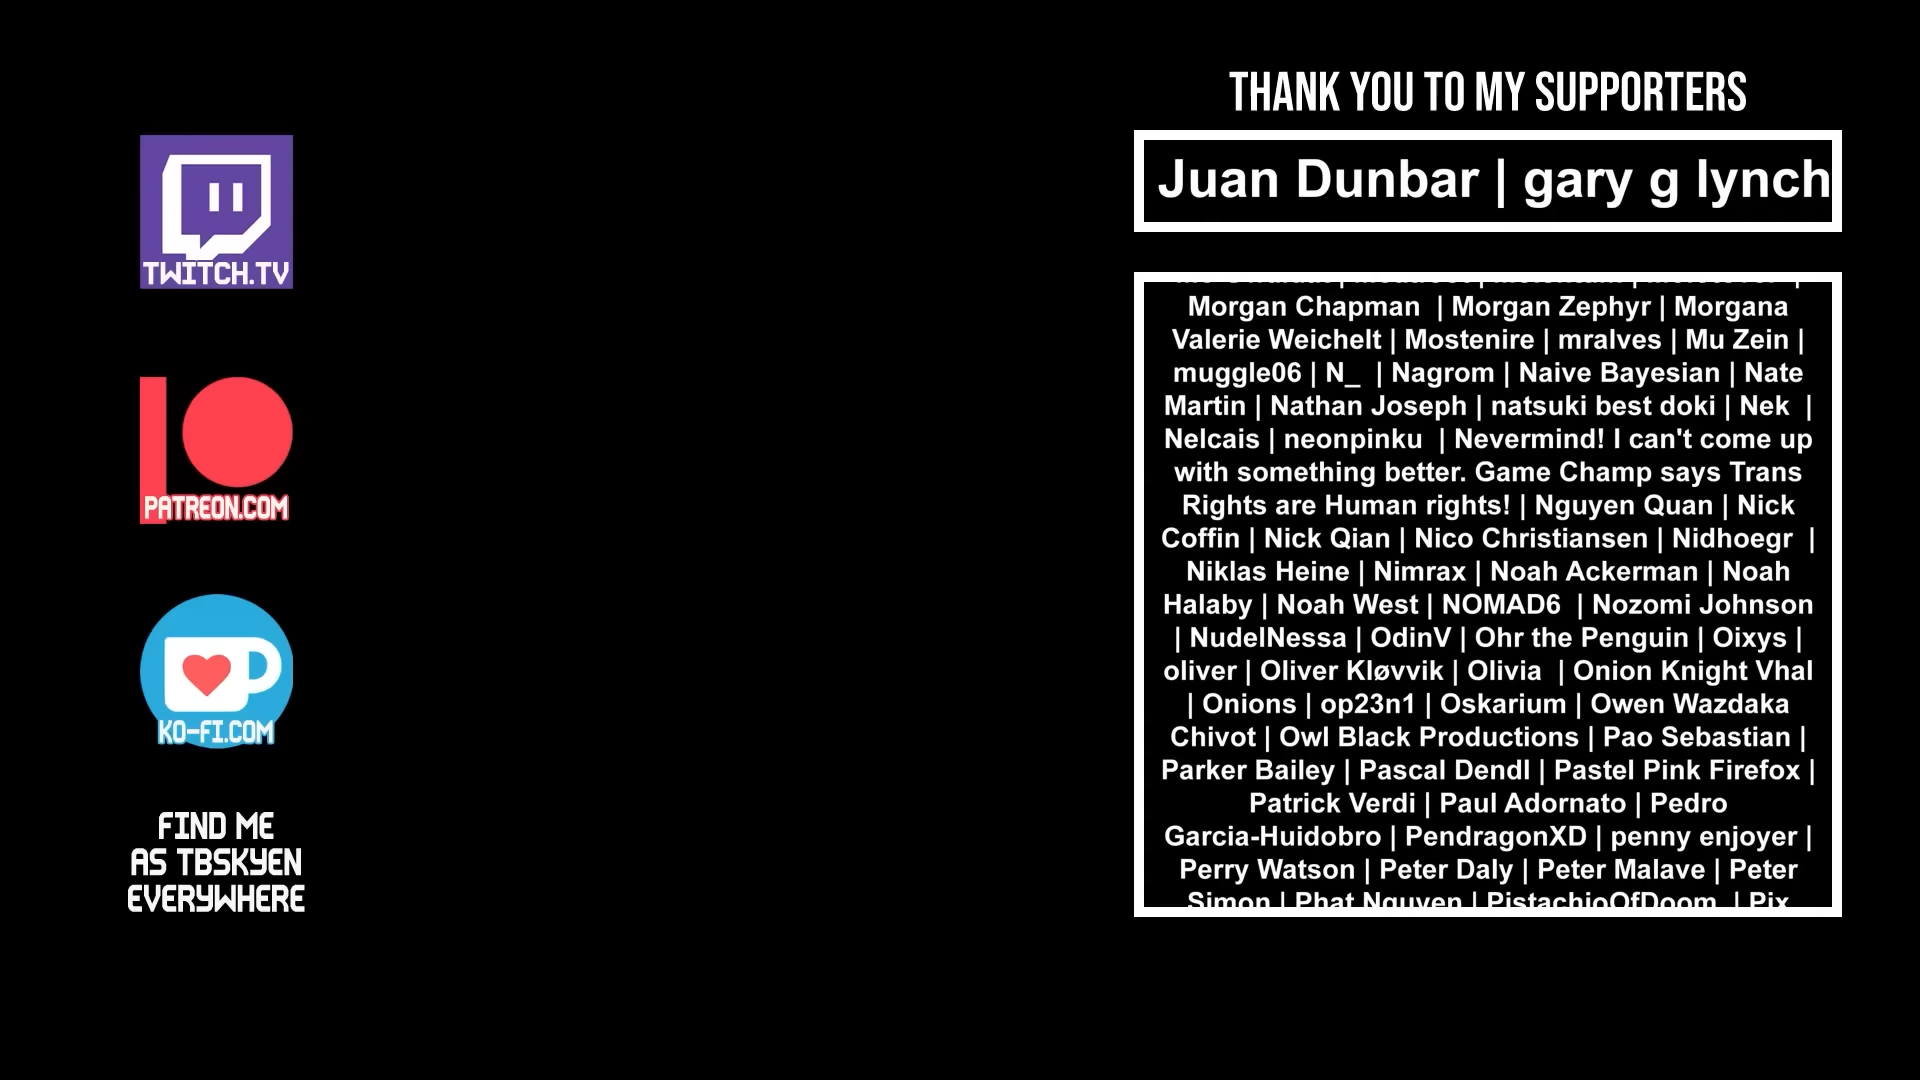 TWITCH.TV
PATREON.COM
KO-FI.COM
FIND ME
AS TBSKYEN
EVERYWHERE
THANK YOU TO MY SUPPORTERS
Juan Dunbar | gary g lynch
Morgan Chapman | Morgan Zephyr | Morgana
Valerie Weichelt | Mostenire | mralves | Mu Zein |
muggle06 | N_ | Nagrom | Naive Bayesian | Nate
Martin | Nathan Joseph | natsuki best doki | Nek |
Nelcais | neonpinku | Nevermind! I can't come up
with something better. Game Champ says Trans
Rights are Human rights! | Nguyen Quan | Nick
Coffin | Nick Qian | Nico Christiansen | Nidhoegr |
Niklas Heine | Nimrax | Noah Ackerman | Noah
Halaby | Noah West | NOMAD6 | Nozomi Johnson
| NudelNessa | OdinV | Ohr the Penguin | Oixys |
oliver | Oliver Kløvvik | Olivia | Onion Knight Vhal
| Onions | op23n1 | Oskarium | Owen Wazdaka
Chivot | Owl Black Productions | Pao Sebastian |
Parker Bailey | Pascal Dendl | Pastel Pink Firefox |
Patrick Verdi | Paul Adornato | Pedro
Garcia-Huidobro | PendragonXD | penny enjoyer |
Perry Watson | Peter Daly | Peter Malave | Peter
Simon | Phat Nguyen | PistachioOfDoom | Pix